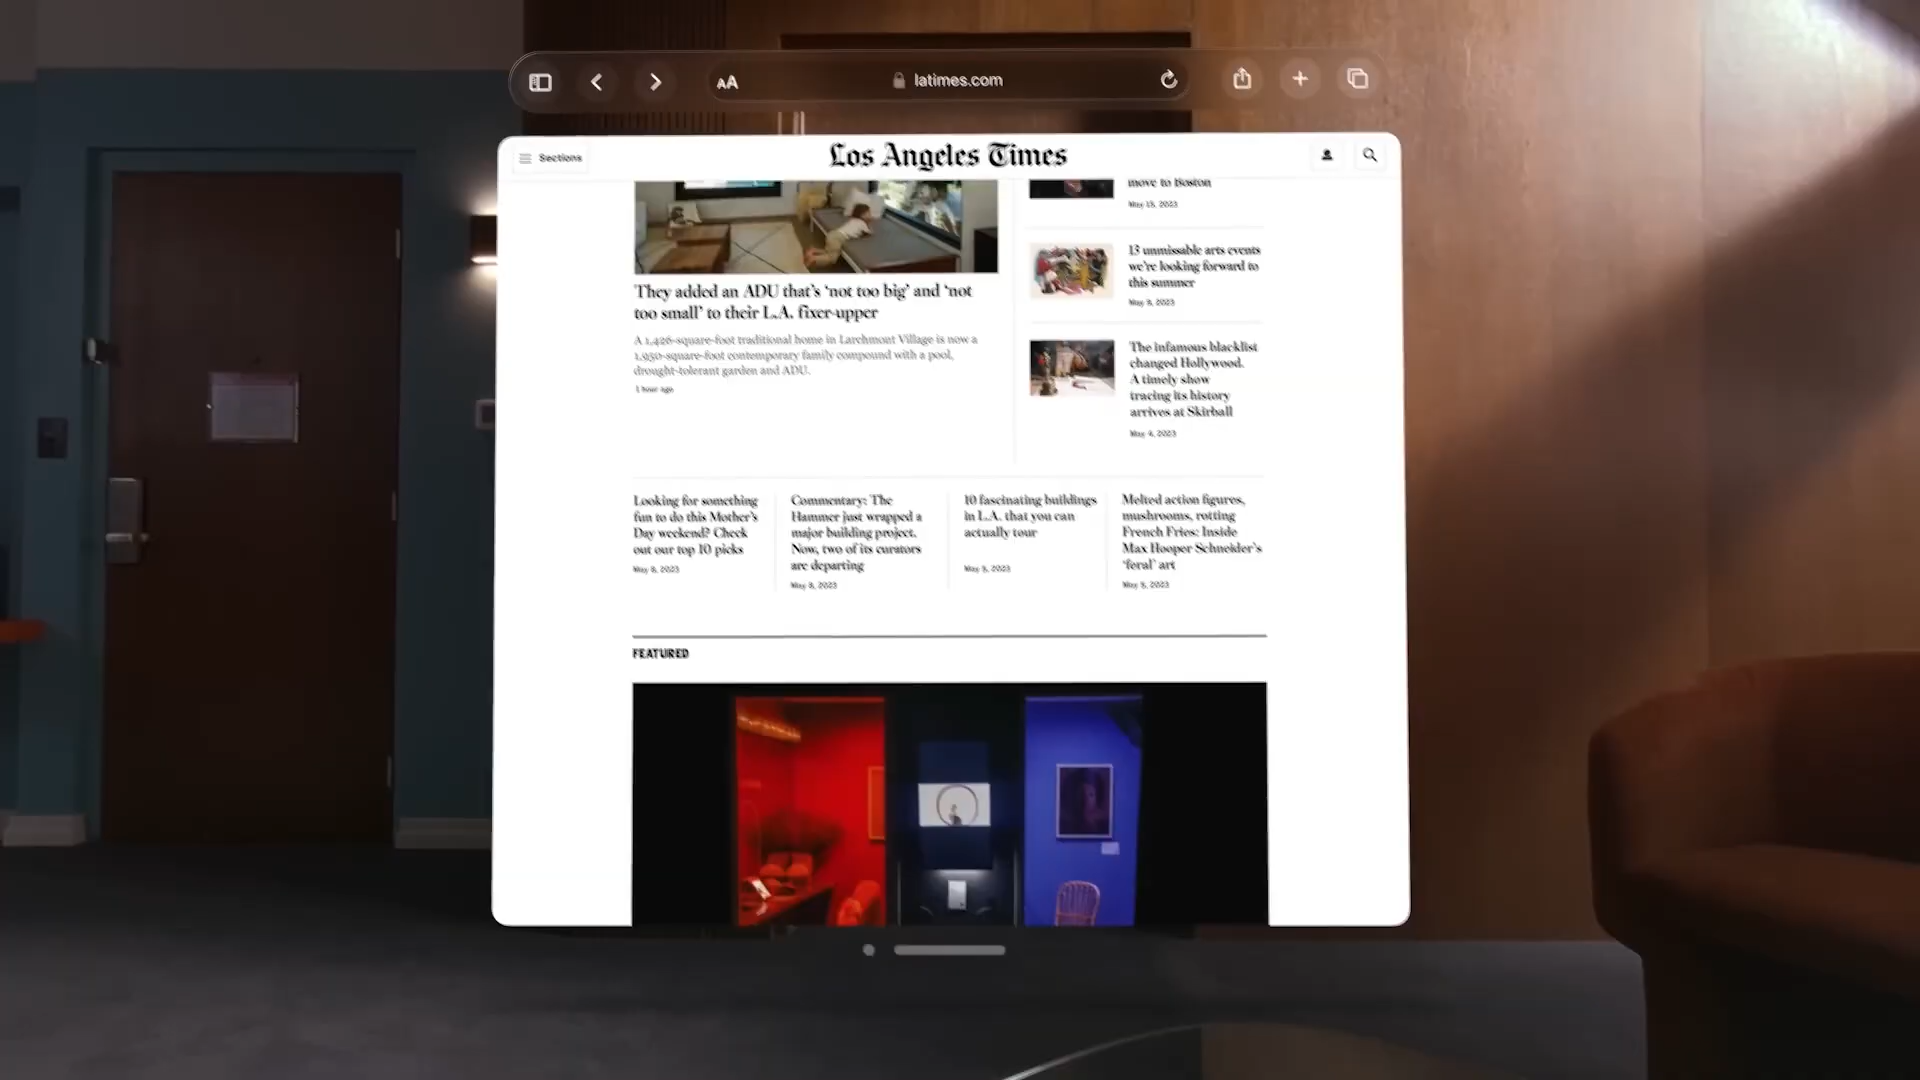 AA
latimes.com
Sections
Los Angeles Times
They added an ADU that's ‘not too big’ and ‘not
too small’ to their L.A. fixer-upper
A 1,426-square-foot traditional home in Larchmont Village is now a
1,950-square-foot contemporary family compound with a pool,
drought-tolerant garden and ADU.
1 hour ago
move to Boston
May 15, 2023
13 unmissable arts events
we're looking forward to
this summer
May 9, 2023
The infamous blacklist
changed Hollywood.
A timely show
tracing its history
arrives at Skirball
May 4, 2023
Looking for something
fun to do this Mother's
Day weekend? Check
out our top 10 picks
May 8, 2023
Commentary: The
Hammer just wrapped a
major building project.
Now, two of its curators
are departing
May 8, 2023
10 fascinating buildings
in L.A. that you can
actually tour
May 5, 2023
Melted action figures,
mushrooms, rotting
French Fries: Inside
Max Hooper Schneider's
‘feral’ art
May 5, 2023
FEATURED